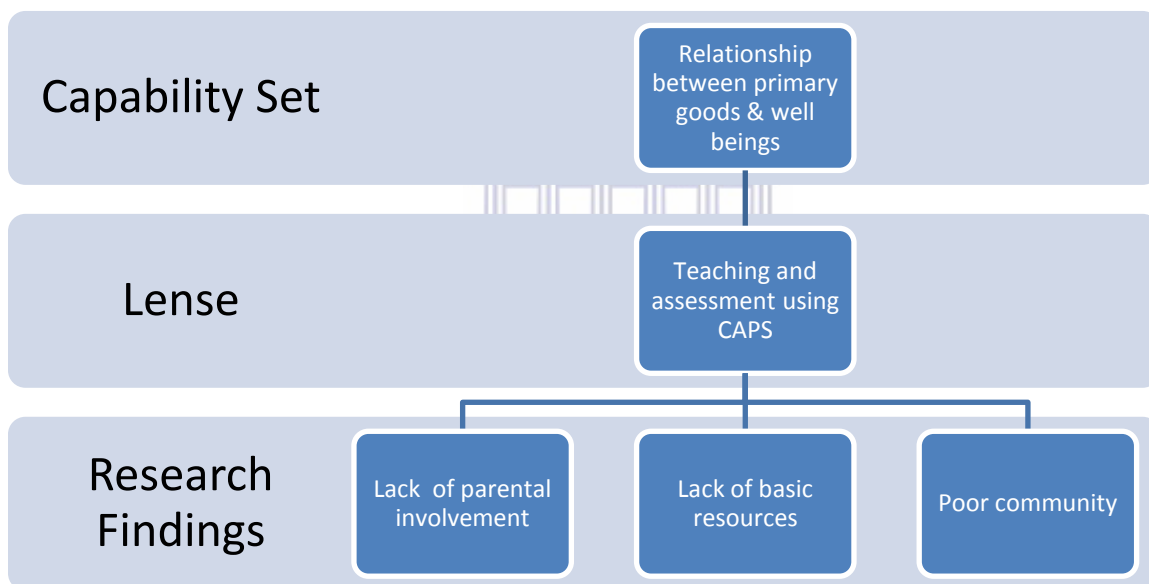 Capability Set
Relationship
between primary
goods & well
beings
Lense
Teaching and
assessment using
CAPS
Research
Findings
Lack of parental
involvement
Lack of basic
resources
Poor community